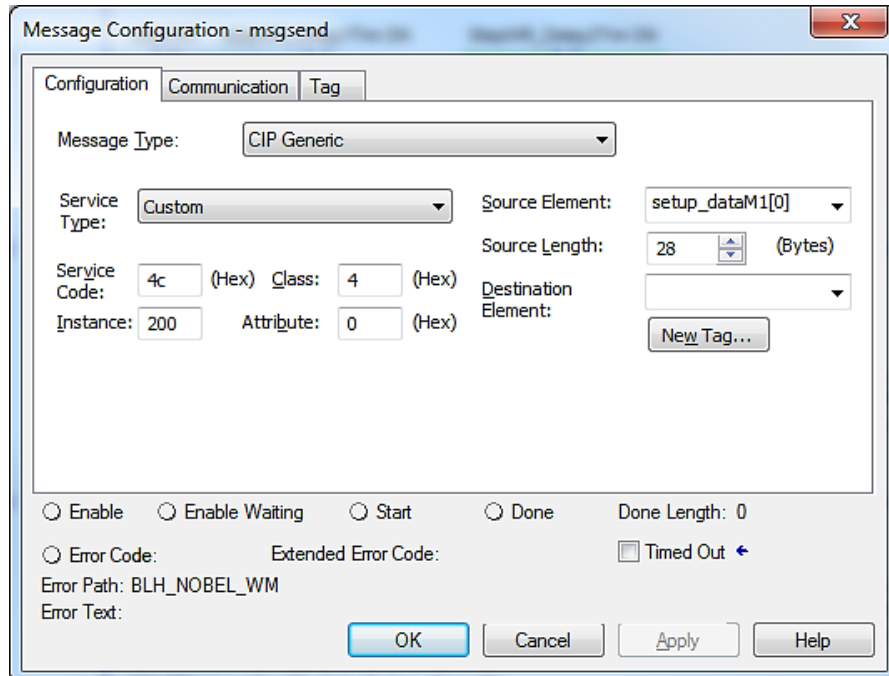 Message Configuration - msgsend
X
Configuration Communication Tag
Message Type: CIP Generic
Service Type: Custom
Source Element: setup_dataM1[0]
Source Length: 28 (Bytes)
Service Code: 4c (Hex) Class: 4 (Hex)
Destination Element:
Instance: 200 Attribute: 0 (Hex)
New Tag...
Enable Enable Waiting Start Done Done Length: 0
Error Code: Extended Error Code: Timed Out
Error Path: BLH_NOBEL_WM
Error Text:
OK Cancel Apply Help